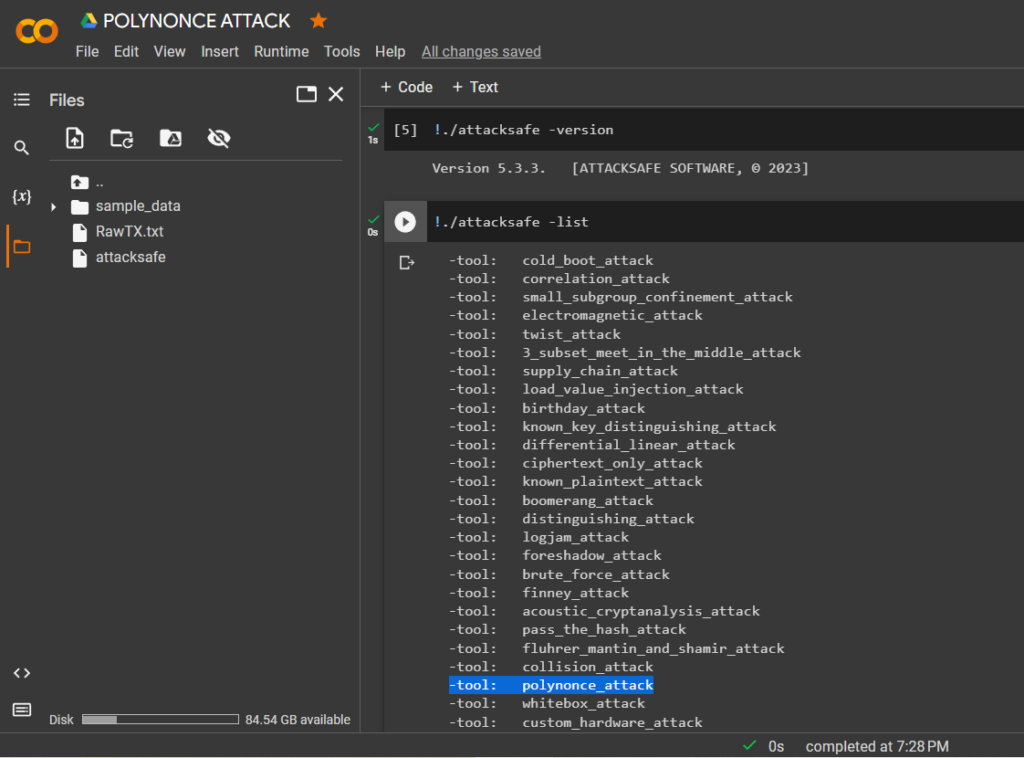 POLYNONCE ATTACK
File Edit View Insert Runtime Tools Help All changes saved
Files
+ Code + Text
..
sample_data
RawTX.txt
attacksafe
{x}
<>
Disk 84.54 GB available
1s [5] !./attacksafe -version
Version 5.3.3. [ATTACKSAFE SOFTWARE, © 2023]
0s !./attacksafe -list
-tool: cold_boot_attack
-tool: correlation_attack
-tool: small_subgroup_confinement_attack
-tool: electromagnetic_attack
-tool: twist_attack
-tool: 3_subset_meet_in_the_middle_attack
-tool: supply_chain_attack
-tool: load_value_injection_attack
-tool: birthday_attack
-tool: known_key_distinguishing_attack
-tool: differential_linear_attack
-tool: ciphertext_only_attack
-tool: known_plaintext_attack
-tool: boomerang_attack
-tool: distinguishing_attack
-tool: logjam_attack
-tool: foreshadow_attack
-tool: brute_force_attack
-tool: finney_attack
-tool: acoustic_cryptanalysis_attack
-tool: pass_the_hash_attack
-tool: fluhrer_mantin_and_shamir_attack
-tool: collision_attack
-tool: polynonce_attack
-tool: whitebox_attack
-tool: custom_hardware_attack
0s completed at 7:28 PM